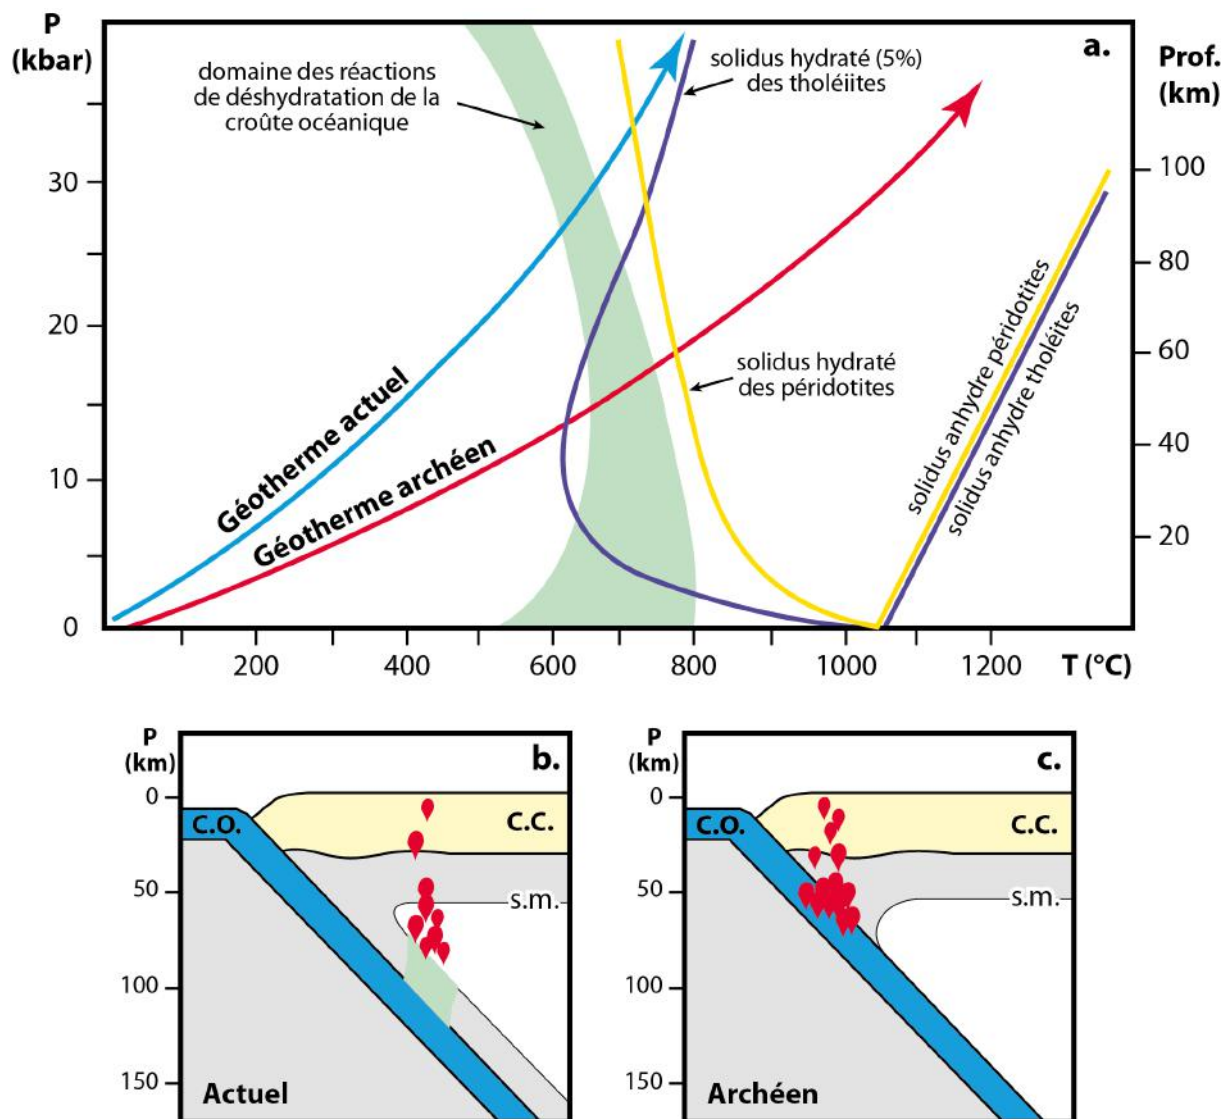 P
(kbar)
a.
Prof.
(km)
domaine des réactions
de déshydratation de la
croûte océanique
solidus hydraté (5%)
des tholéiites
30
20
10
0
100
80
60
40
20
Géotherme actuel
Géotherme archéen
solidus hydraté
des péridotites
solidus anhydre péridotites
solidus anhydre tholéites
200
400
600
800
1000
1200
T (°C)
P
(km)
b.
0
50
100
150
C.O.
C.C.
s.m.
Actuel
P
(km)
c.
0
50
100
150
C.O.
C.C.
s.m.
Archéen